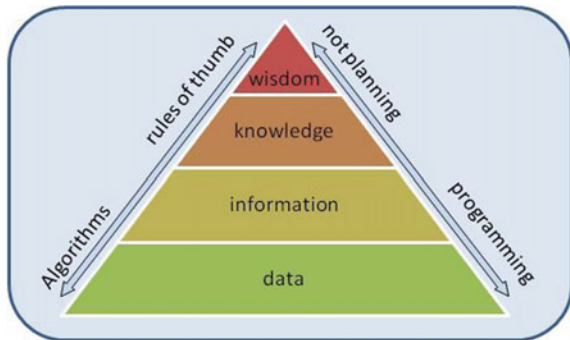 rules of thumb
Algorithms
wisdom
knowledge
information
data
not planning
programming